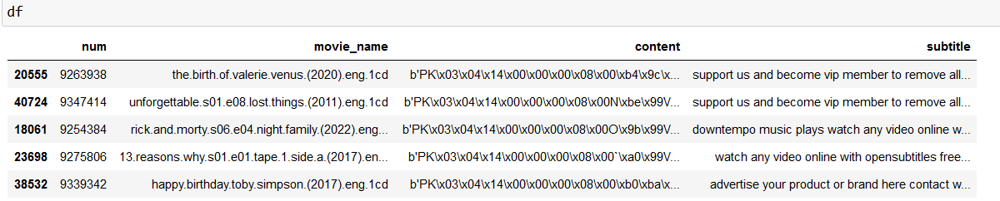 df
num movie_name content subtitle
20555 9263938 the.birth.of.valerie.venus.(2020).eng.1cd b'PK\x03\x04\x14\x00\x00\x00\x08\x00\xb4\x9c\x... support us and become vip member to remove all...
40724 9347414 unforgettable.s01.e08.lost.things.(2011).eng.1cd b'PK\x03\x04\x14\x00\x00\x00\x08\x00N\xbe\x99V... support us and become vip member to remove all...
18061 9254384 rick.and.morty.s06.e04.night.family.(2022).eng... b'PK\x03\x04\x14\x00\x00\x00\x08\x00O\x9b\x99V... downtempo music plays watch any video online w...
23698 9275806 13.reasons.why.s01.e01.tape.1.side.a.(2017).en... b'PK\x03\x04\x14\x00\x00\x00\x08\x00`\xa0\x99V... watch any video online with opensubtitles free...
38532 9339342 happy.birthday.toby.simpson.(2017).eng.1cd b'PK\x03\x04\x14\x00\x00\x00\x08\x00\xb0\xba\x... advertise your product or brand here contact w...